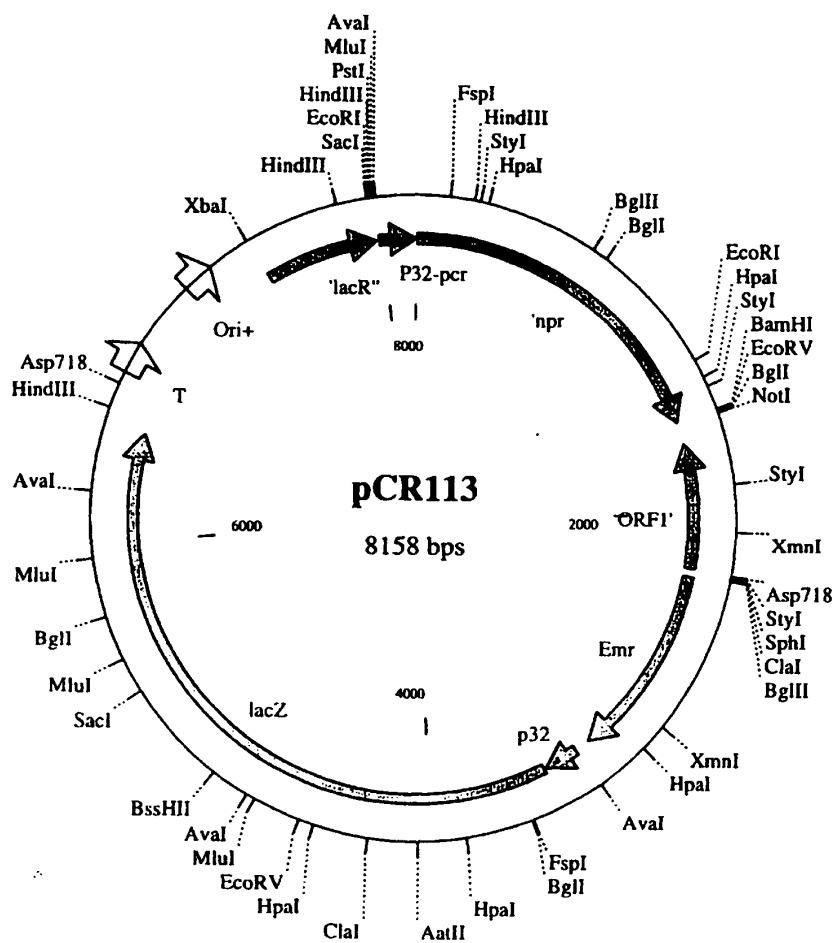 AvaI
MluI
PstI
HindIII
EcoRI
SacI
HindIII
XbaI
FspI
HindIII
StyI
HpaI
BglII
BglI
EcoRI
HpaI
StyI
BamHI
EcoRV
BglI
NotI
StyI
XmnI
Asp718
StyI
SphI
ClaI
BglII
XmnI
HpaI
AvaI
FspI
BglI
HpaI
AatII
ClaI
HpaI
EcoRV
MluI
AvaI
BssHII
SacI
MluI
BglI
MluI
AvaI
HindIII
Asp718
T
Ori+
'lacR''
P32-pcr
'npr
8000
pCR113
8158 bps
2000
ORF1'
6000
Emr
4000
p32
lacZ